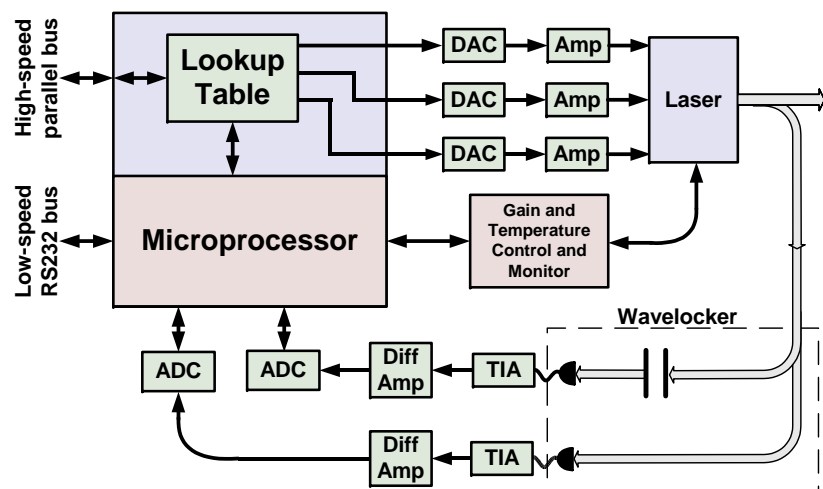 High-speed
parallel bus
Lookup
Table
DAC
Amp
DAC
Amp
DAC
Amp
Laser
Low-speed
RS232 bus
Microprocessor
Gain and
Temperature
Control and
Monitor
Wavelocker
ADC
ADC
Diff
Amp
TIA
Diff
Amp
TIA